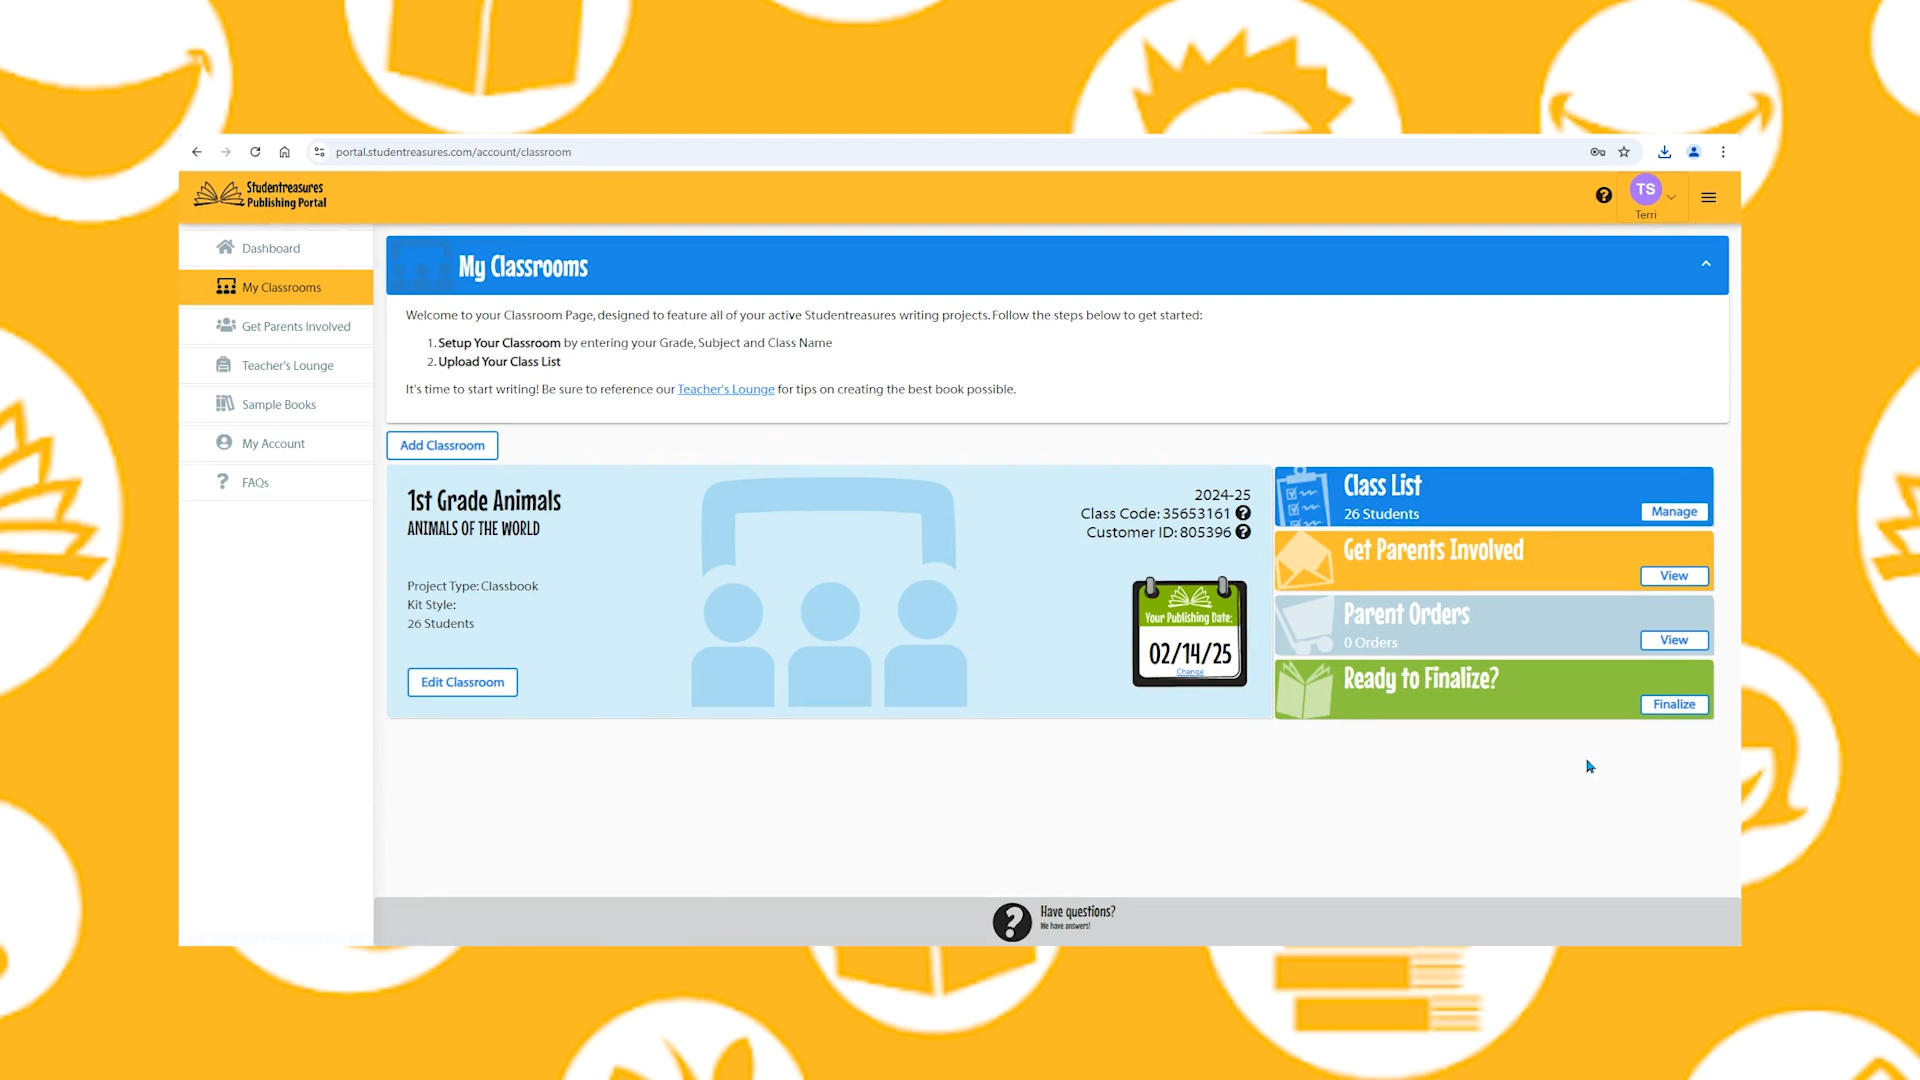 portal.studentreasures.com/account/classroom
Studentreasures
Publishing Portal
TS
Terri
Dashboard
My Classrooms
Get Parents Involved
Teacher's Lounge
Sample Books
My Account
FAQs
My Classrooms
Welcome to your Classroom Page, designed to feature all of your active Studentreasures writing projects. Follow the steps below to get started:
1. Setup Your Classroom by entering your Grade, Subject and Class Name
2. Upload Your Class List
It's time to start writing! Be sure to reference our Teacher's Lounge for tips on creating the best book possible.
Add Classroom
1st Grade Animals
ANIMALS OF THE WORLD
Project Type: Classbook
Kit Style:
26 Students
Edit Classroom
2024-25
Class Code: 35653161
Customer ID: 805396
Your Publishing Date:
02/14/25
Change
Class List
26 Students
Manage
Get Parents Involved
View
Parent Orders
0 Orders
View
Ready to Finalize?
Finalize
Have questions?
We have answers!